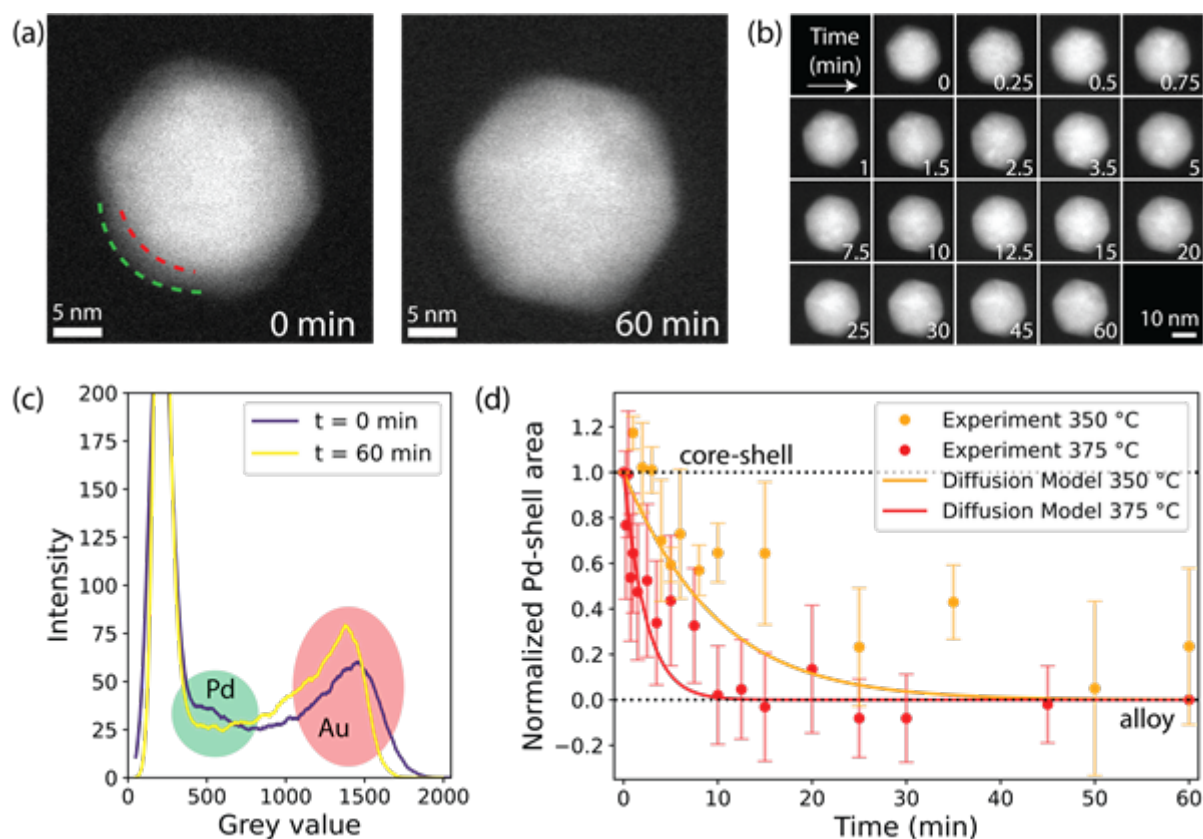 (a)
5 nm
0 min
5 nm
60 min
(b)
Time
(min)
0
0.25
0.5
0.75
1
1.5
2.5
3.5
5
7.5
10
12.5
15
20
25
30
45
60
10 nm
(c)
200
175
150
125
100
75
50
25
0
Intensity
t = 0 min
t = 60 min
Pd
Au
0
500
1000
1500
2000
Grey value
(d)
1.2
1.0
0.8
0.6
0.4
0.2
0.0
−0.2
Normalized Pd-shell area
Experiment 350 °C
Experiment 375 °C
Diffusion Model 350 °C
Diffusion Model 375 °C
core-shell
alloy
0
10
20
30
40
50
60
Time (min)